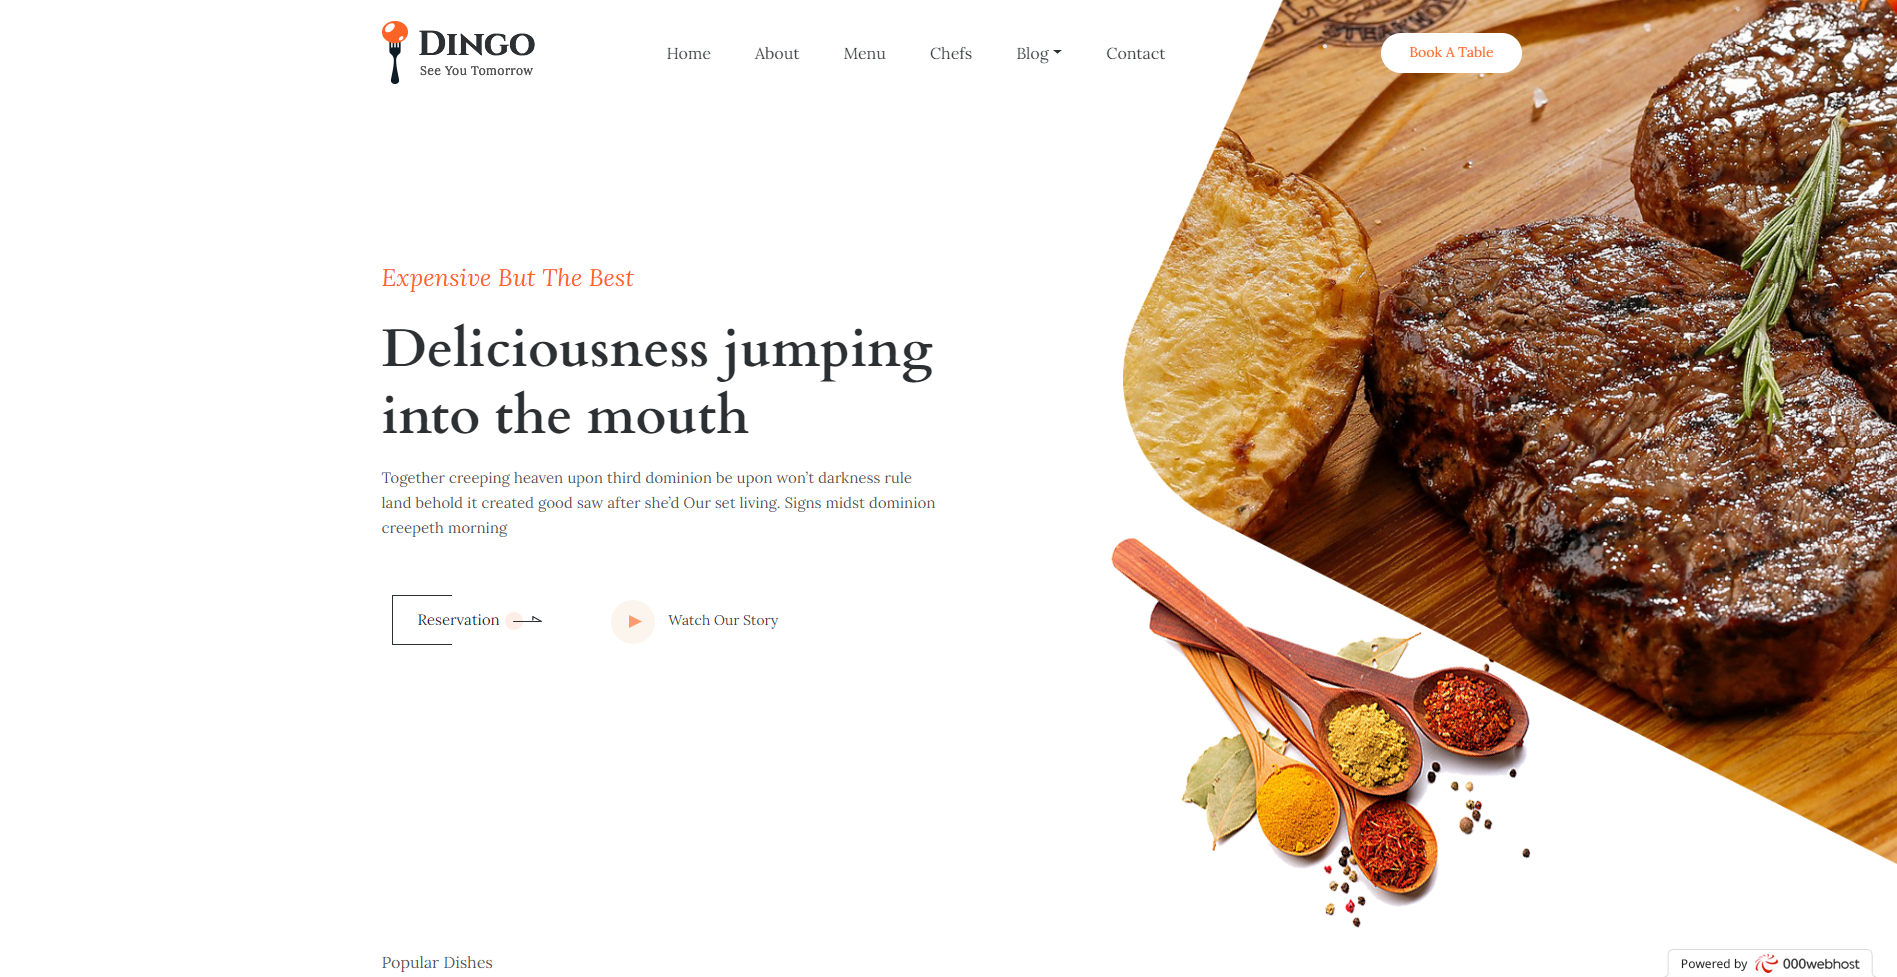 DINGO
See You Tomorrow
Home
About
Menu
Chefs
Blog
Contact
Book A Table
Expensive But The Best
Deliciousness jumping
into the mouth
Together creeping heaven upon third dominion be upon won't darkness rule
land behold it created good saw after she'd Our set living. Signs midst dominion
creepeth morning
Reservation
Watch Our Story
Popular Dishes
Powered by 000webhost